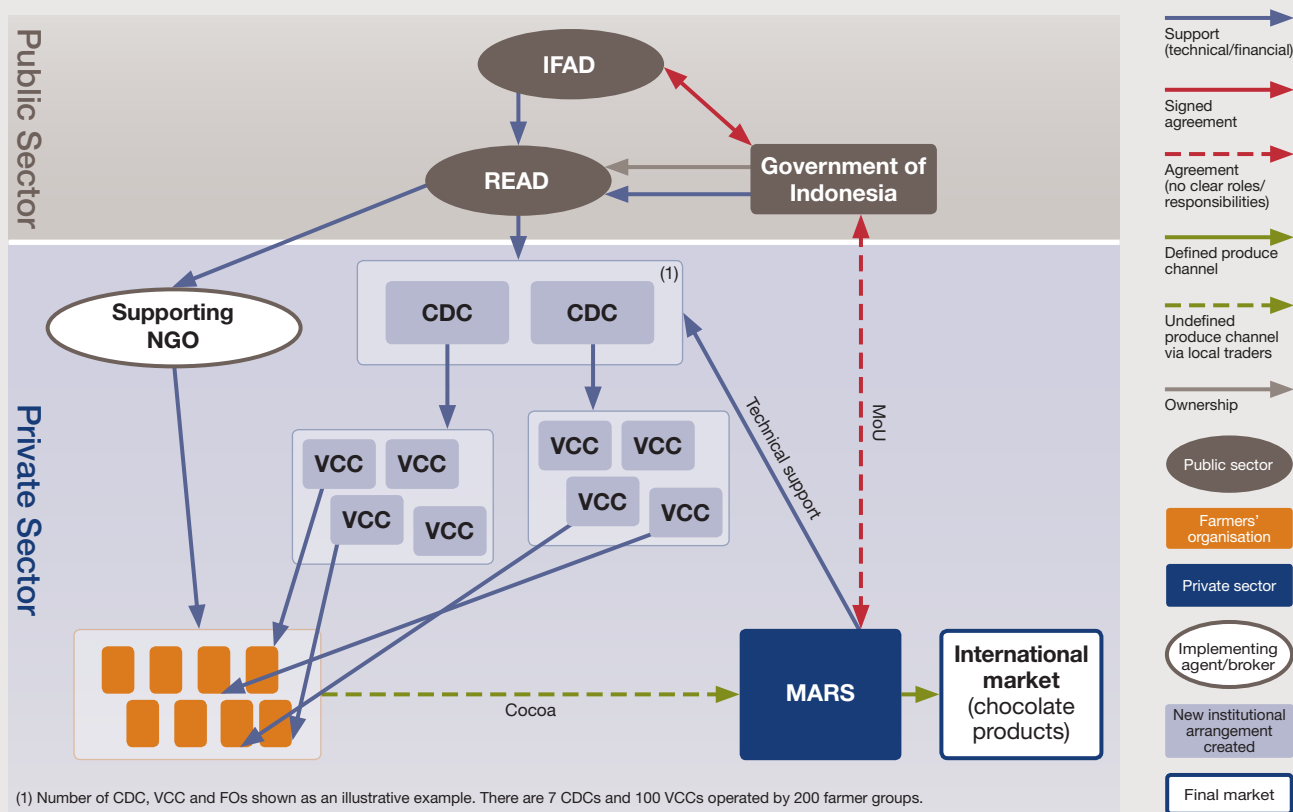 Public Sector
IFAD
READ
Government of
Indonesia
(1)
CDC
CDC
Supporting
NGO
Private Sector
VCC
VCC
VCC
VCC
VCC
VCC
VCC
VCC
Technical support
MoU
Cocoa
MARS
International
market
(chocolate
products)
(1) Number of CDC, VCC and FOs shown as an illustrative example. There are 7 CDCs and 100 VCCs operated by 200 farmer groups.
Support
(technical/financial)
Signed
agreement
Agreement
(no clear roles/
responsibilities)
Defined produce
channel
Undefined
produce channel
via local traders
Ownership
Public sector
Farmers'
organisation
Private sector
Implementing
agent/broker
New institutional
arrangement
created
Final market